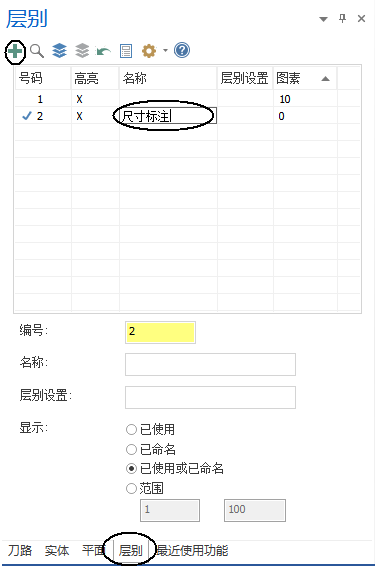 层别
号码 高亮 名称 层别设置 图素
1 X 10
2 X 尺寸标注 0
编号: 2
名称:
层别设置:
显示: 已使用
已命名
已使用或已命名
范围
1 100
刀路 实体 平面 层别 最近使用功能